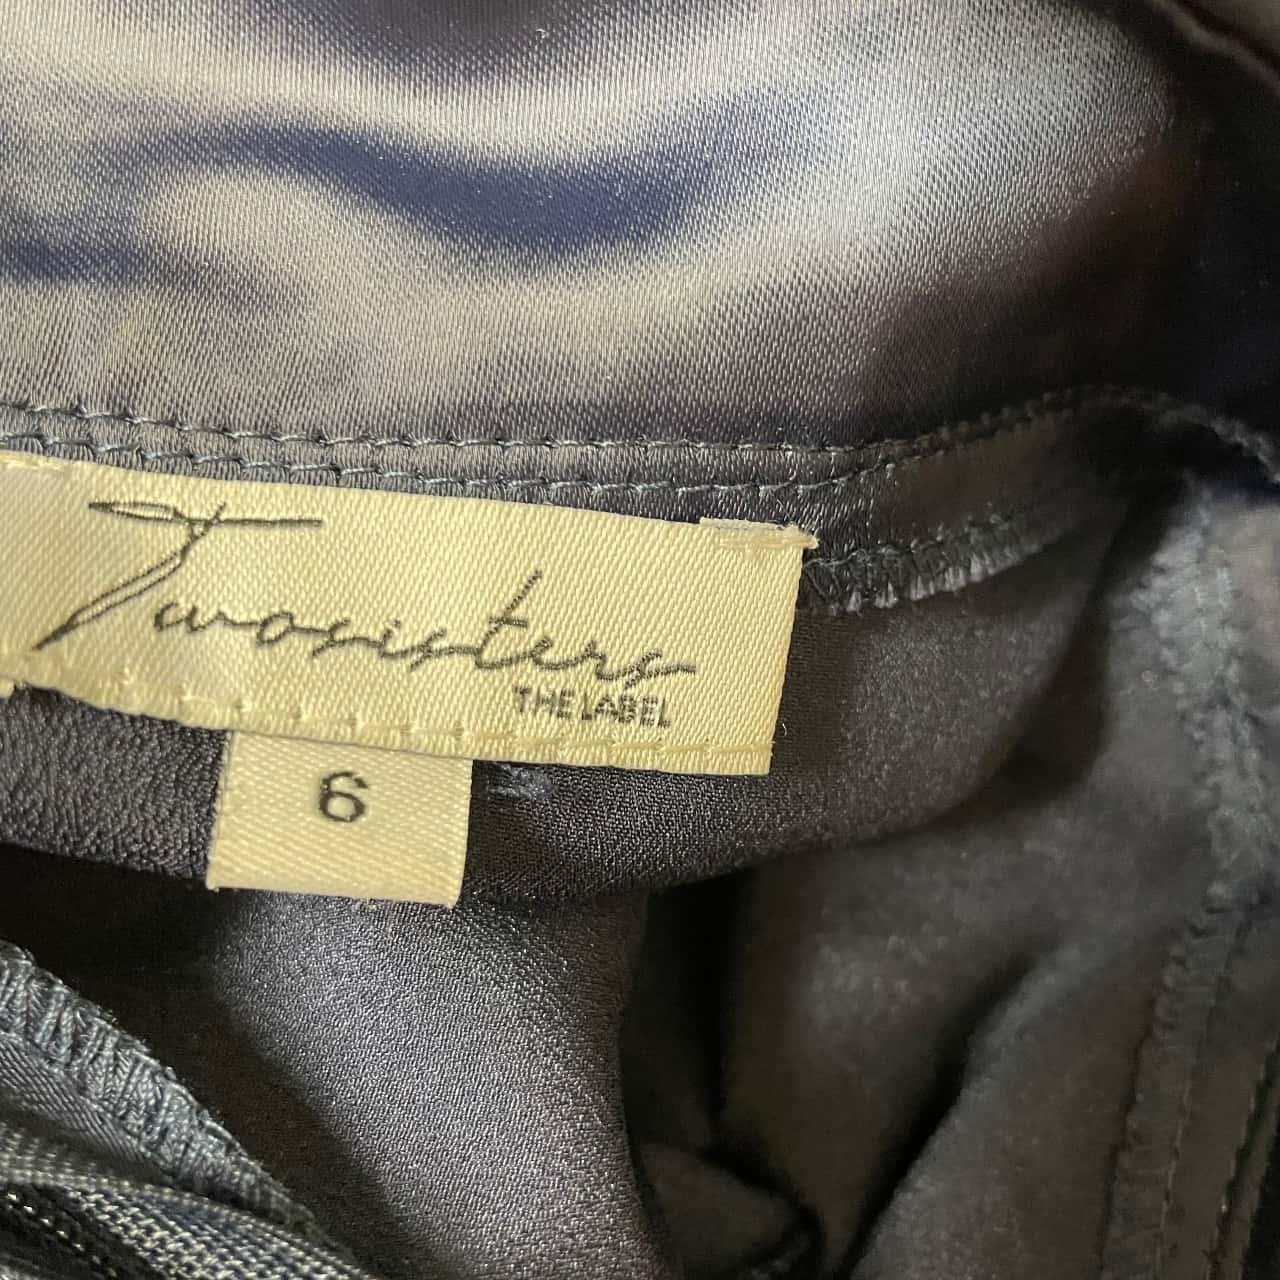 Twosisters
THE LABEL
6